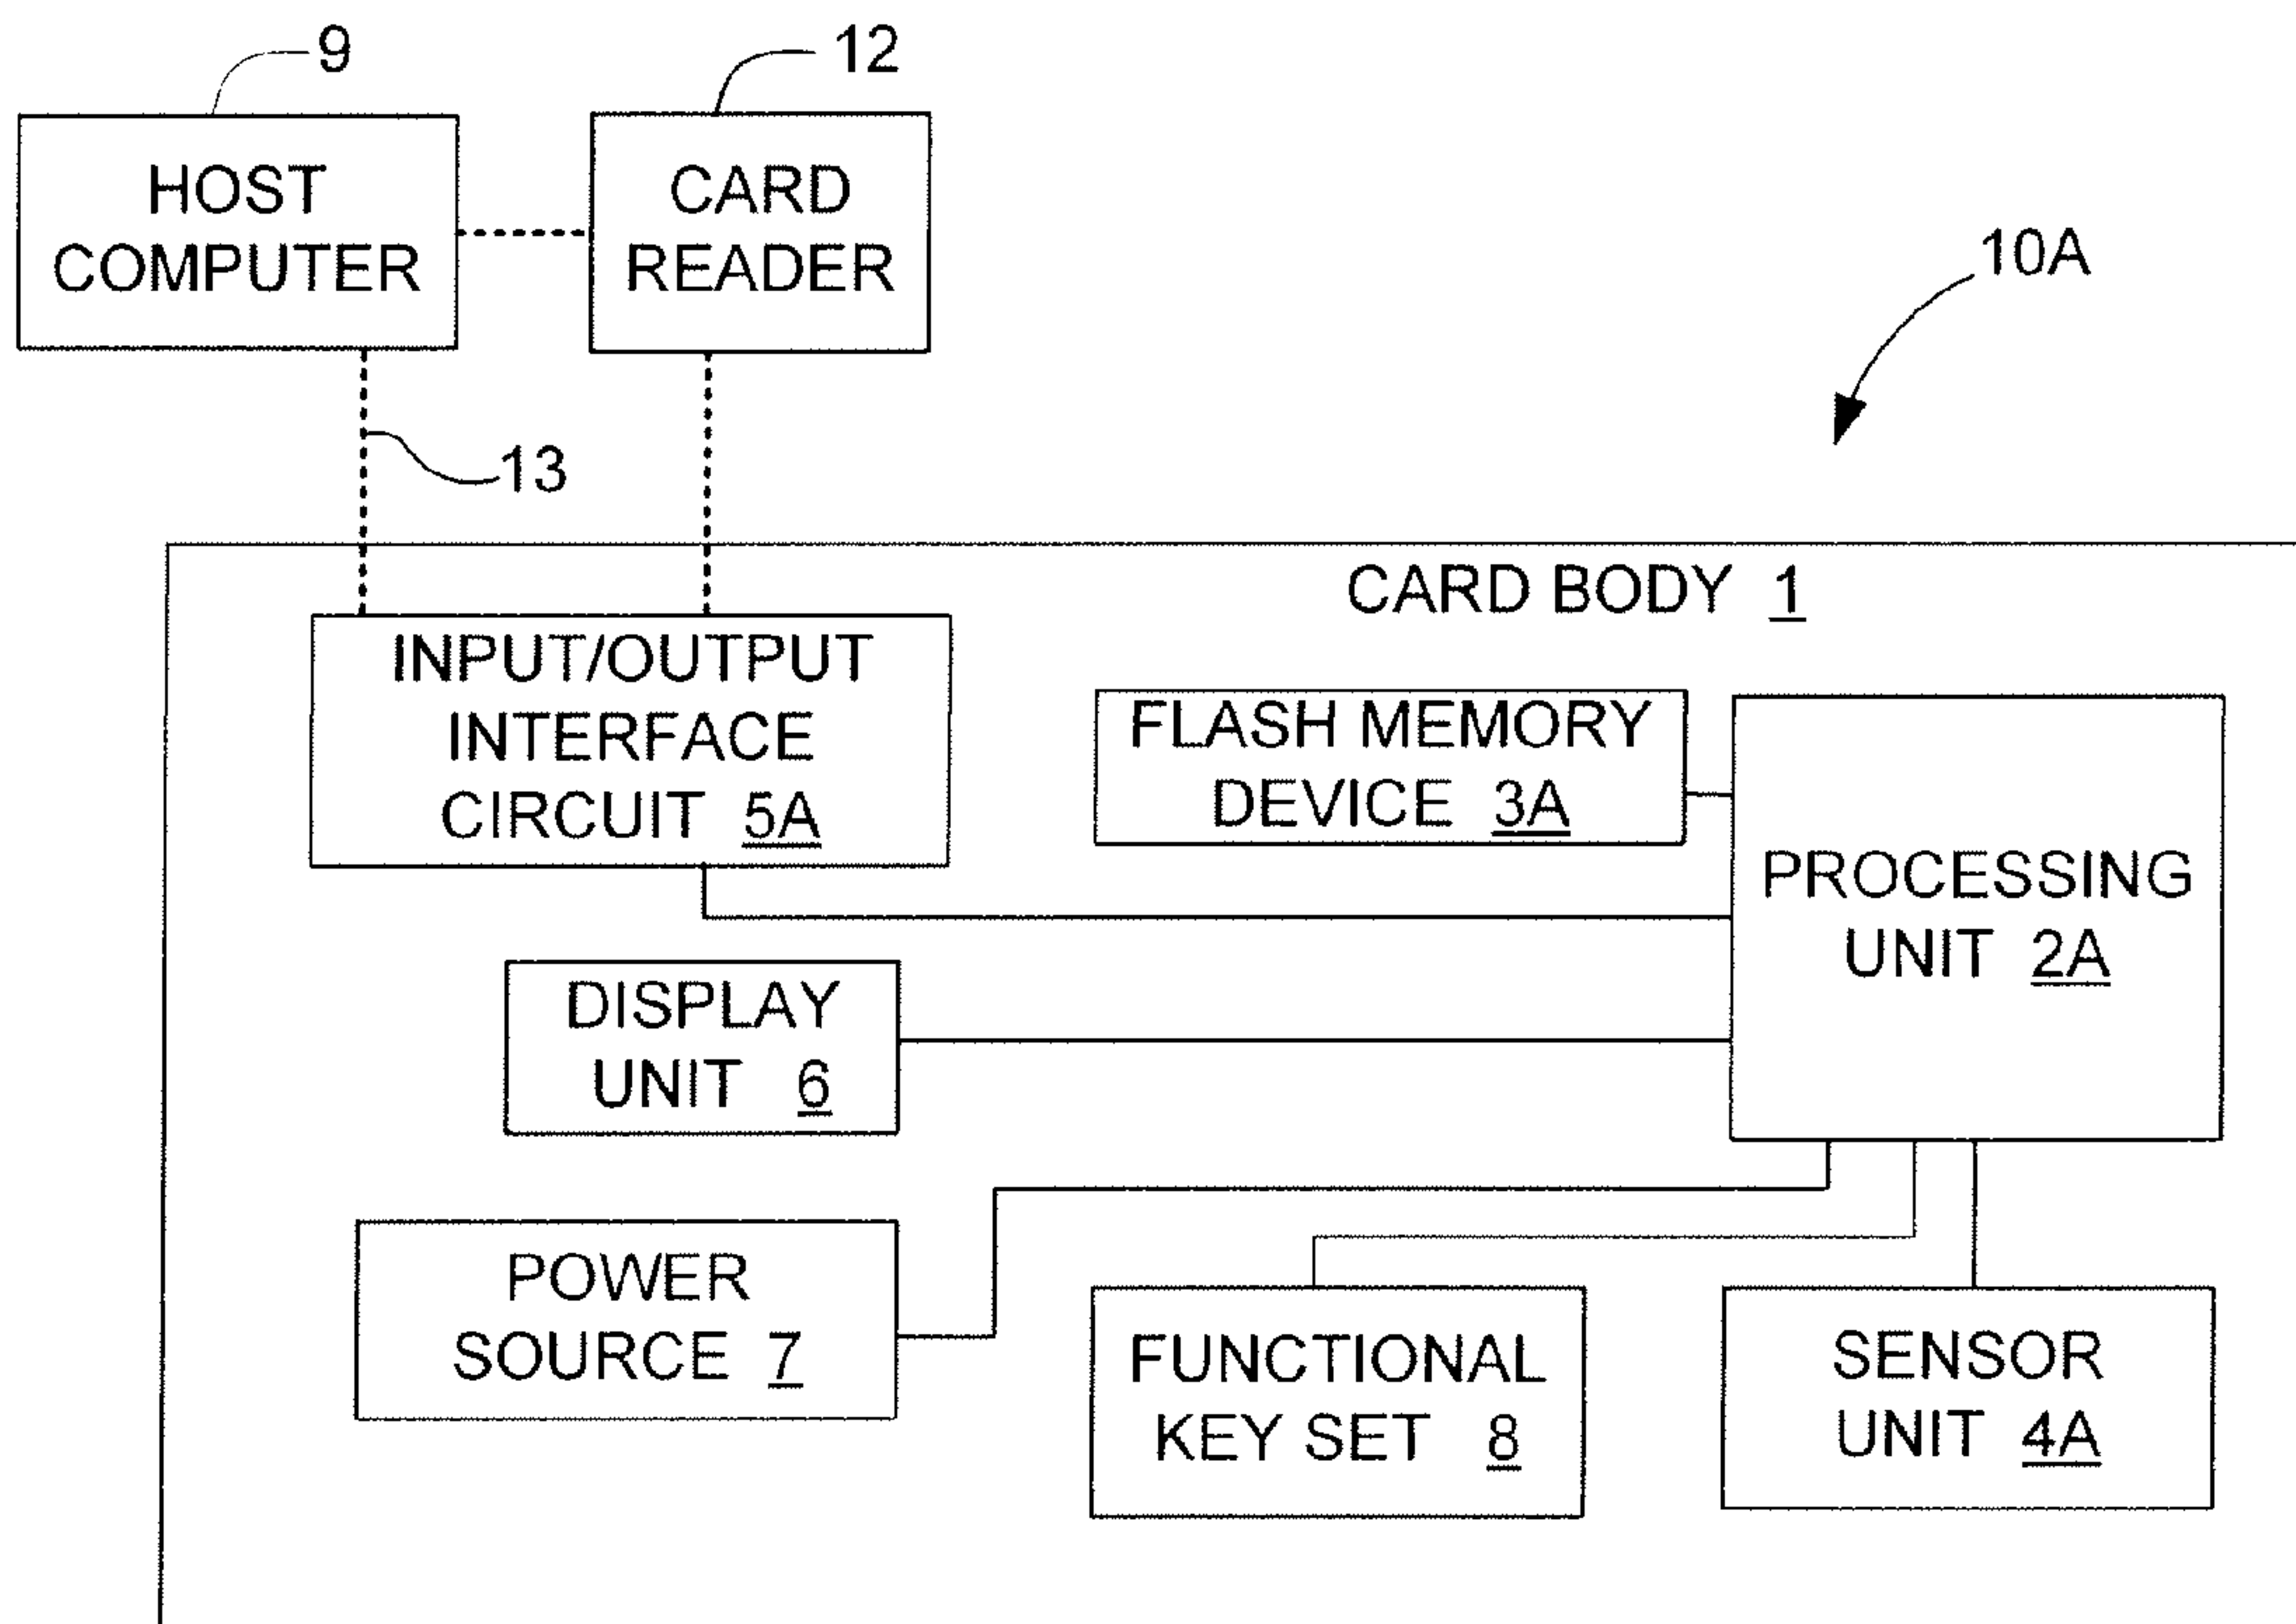 9
12
HOST
COMPUTER
CARD
READER
10A
13
CARD BODY 1
INPUT/OUTPUT
INTERFACE
CIRCUIT 5A
FLASH MEMORY
DEVICE 3A
PROCESSING
UNIT 2A
DISPLAY
UNIT 6
POWER
SOURCE 7
FUNCTIONAL
KEY SET 8
SENSOR
UNIT 4A